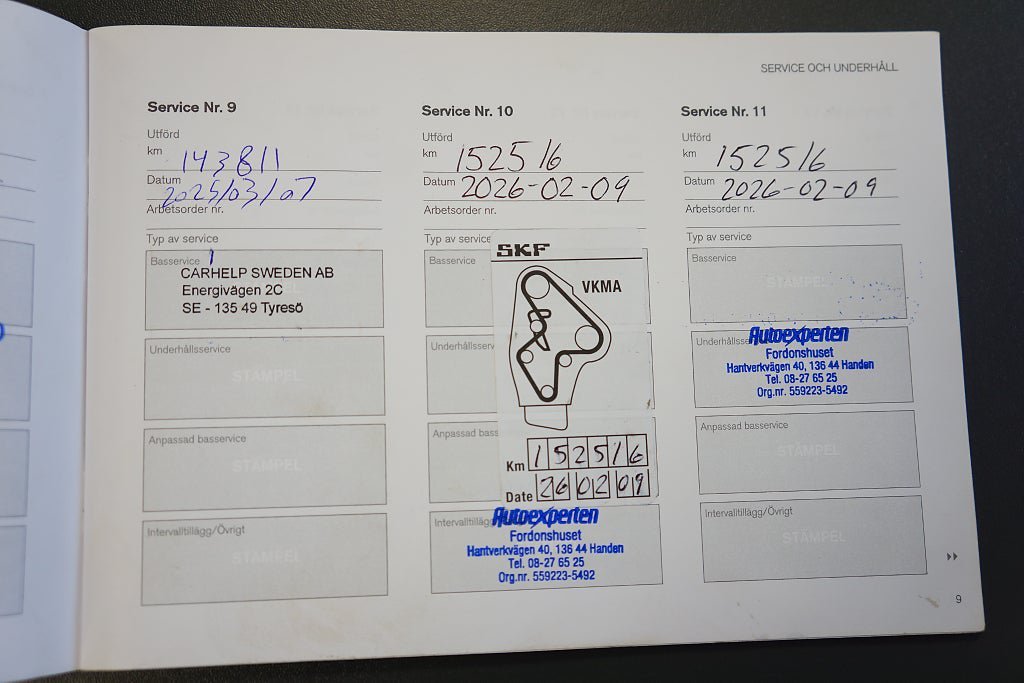 SERVICE OCH UNDERHÅLL
Service Nr. 9
Utförd
km 143811
Datum 2025/03/07
Arbetsorder nr.
Typ av service
Basservice
CARHELP SWEDEN AB
Energivägen 2C
SE - 135 49 Tyresö
Underhållsservice
STÄMPEL
Anpassad basservice
STÄMPEL
Intervalltillägg/Övrigt
STÄMPEL
Service Nr. 10
Utförd
km 152516
Datum 2026-02-09
Arbetsorder nr.
Typ av service
Basservice
SKF
VKMA
Underhållsserv
Anpassad bass
Km 152516
Date 26 02 09
Intervalltillägg
Autoexperten
Fordonshuset
Hantverkvägen 40, 136 44 Handen
Tel. 08-27 65 25
Org.nr. 559223-5492
Service Nr. 11
Utförd
km 152516
Datum 2026-02-09
Arbetsorder nr.
Typ av service
Basservice
STÄMPEL
Underhållsse
Autoexperten
Fordonshuset
Hantverkvägen 40, 136 44 Handen
Tel. 08-27 65 25
Org.nr. 559223-5492
Anpassad basservice
STÄMPEL
Intervalltillägg/Övrigt
STÄMPEL
9